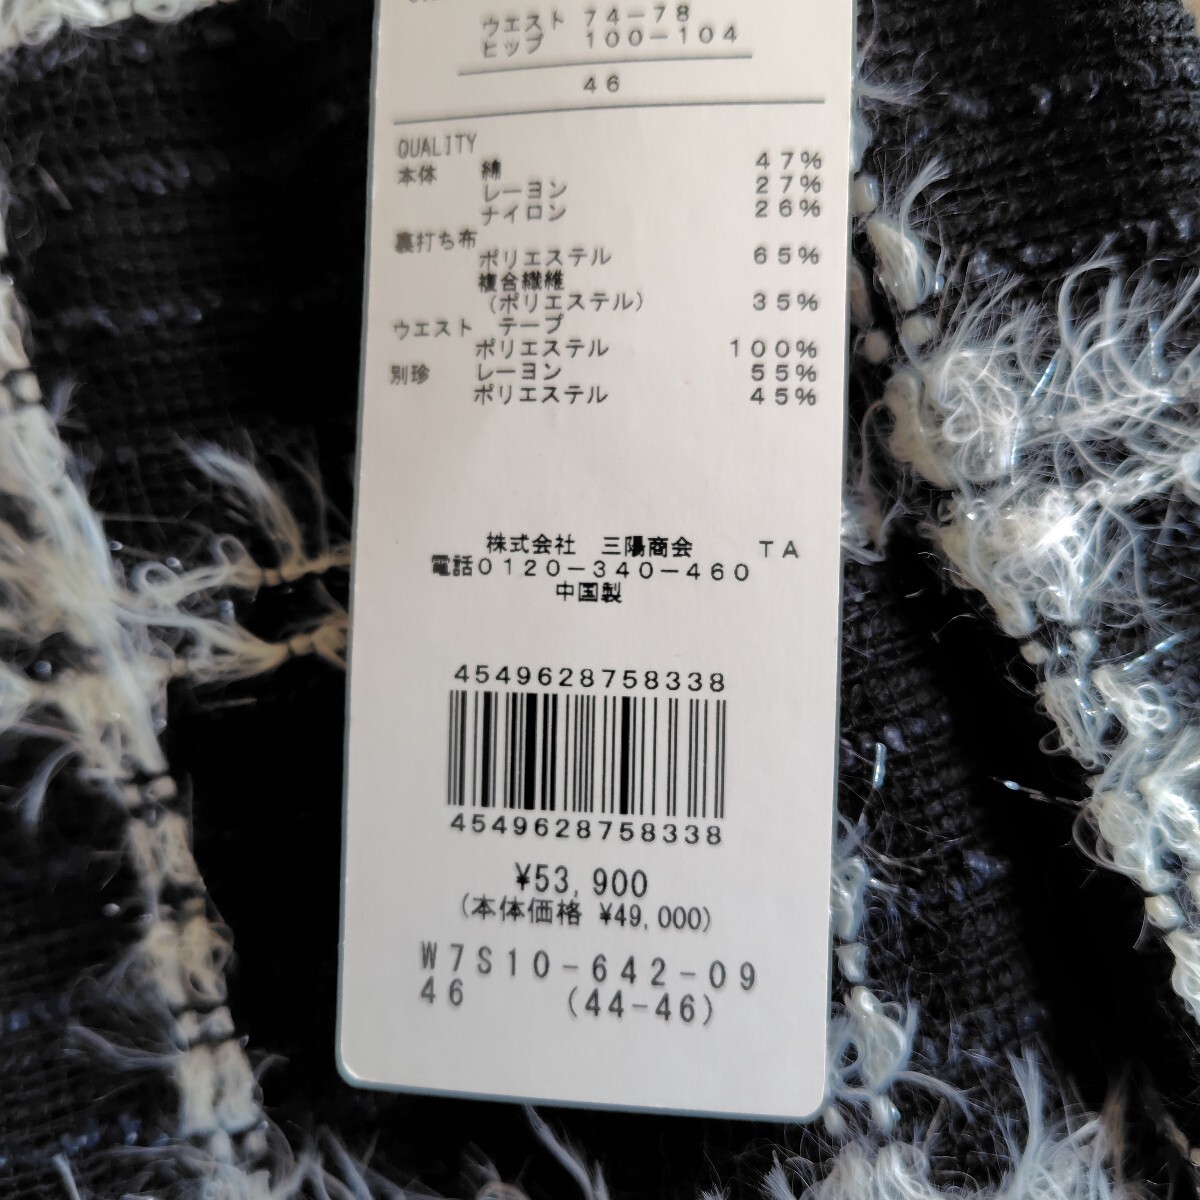 ウエスト 74-78
ヒップ 100-104
46
QUALITY
本体 綿 47%
レーヨン 27%
ナイロン 26%
裏打ち布
ポリエステル 65%
複合繊維
(ポリエステル) 35%
ウエスト テープ
ポリエステル 100%
別珍 レーヨン 55%
ポリエステル 45%
株式会社 三陽商会 TA
電話0120-340-460
中国製
4549628758338
4549628758338
¥53,900
(本体価格 ¥49,000)
W7S10-642-09
46 (44-46)